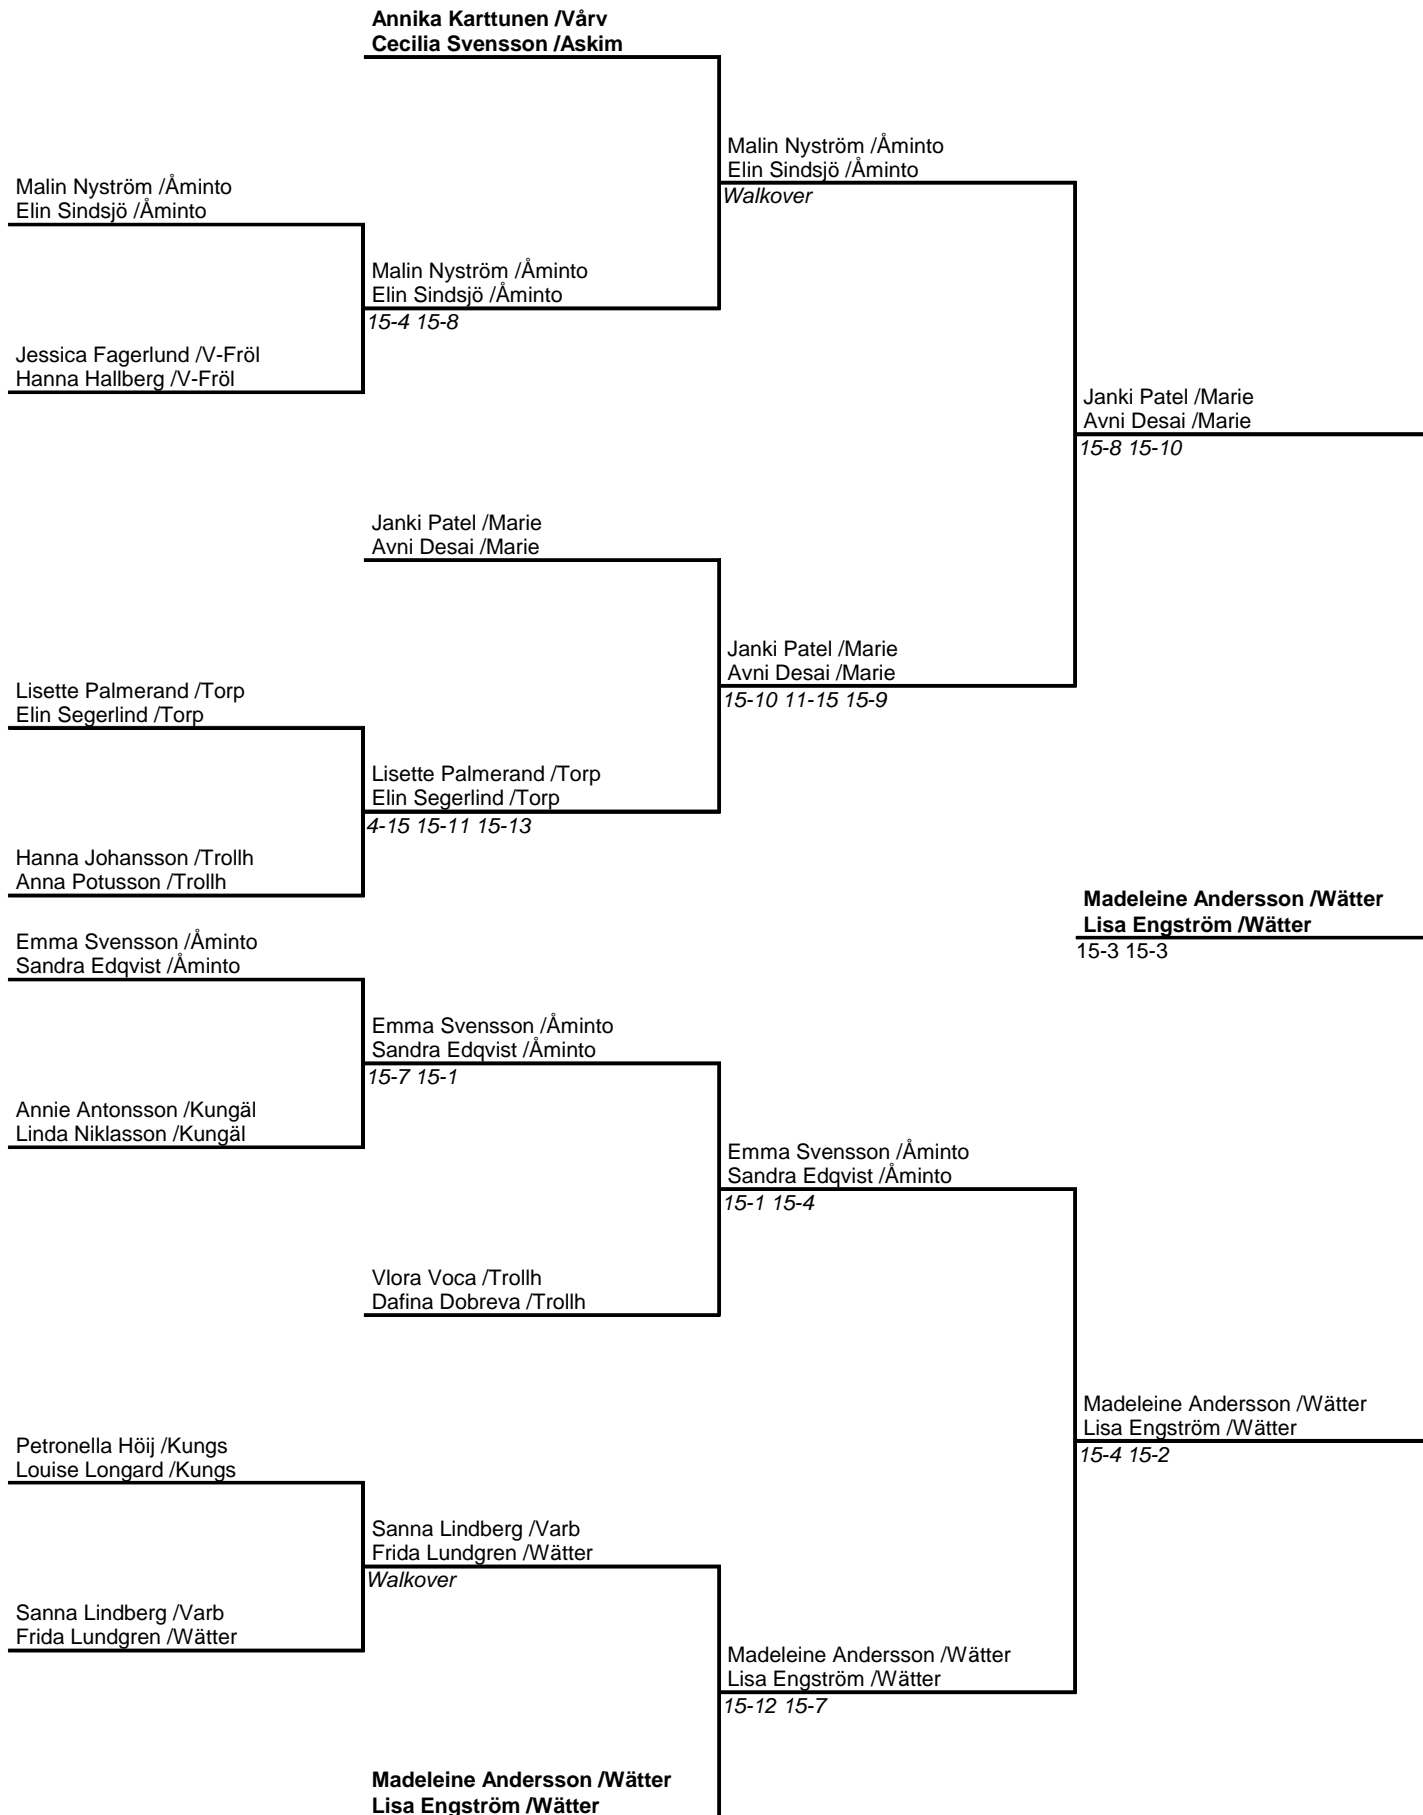 Annika Karttunen /Vårv
Cecilia Svensson /Askim
Malin Nyström /Åminto
Elin Sindsjö /Åminto
Walkover
Malin Nyström /Åminto
Elin Sindsjö /Åminto
Malin Nyström /Åminto
Elin Sindsjö /Åminto
15-4 15-8
Jessica Fagerlund /V-Fröl
Hanna Hallberg /V-Fröl
Janki Patel /Marie
Avni Desai /Marie
15-8 15-10
Janki Patel /Marie
Avni Desai /Marie
Janki Patel /Marie
Avni Desai /Marie
15-10 11-15 15-9
Lisette Palmerand /Torp
Elin Segerlind /Torp
Lisette Palmerand /Torp
Elin Segerlind /Torp
4-15 15-11 15-13
Hanna Johansson /Trollh
Anna Potusson /Trollh
Madeleine Andersson /Wätter
Lisa Engström /Wätter
15-3 15-3
Emma Svensson /Åminto
Sandra Edqvist /Åminto
Emma Svensson /Åminto
Sandra Edqvist /Åminto
15-7 15-1
Annie Antonsson /Kungäl
Linda Niklasson /Kungäl
Emma Svensson /Åminto
Sandra Edqvist /Åminto
15-1 15-4
Vlora Voca /Trollh
Dafina Dobreva /Trollh
Madeleine Andersson /Wätter
Lisa Engström /Wätter
15-4 15-2
Petronella Höij /Kungs
Louise Longard /Kungs
Sanna Lindberg /Varb
Frida Lundgren /Wätter
Walkover
Sanna Lindberg /Varb
Frida Lundgren /Wätter
Madeleine Andersson /Wätter
Lisa Engström /Wätter
15-12 15-7
Madeleine Andersson /Wätter
Lisa Engström /Wätter